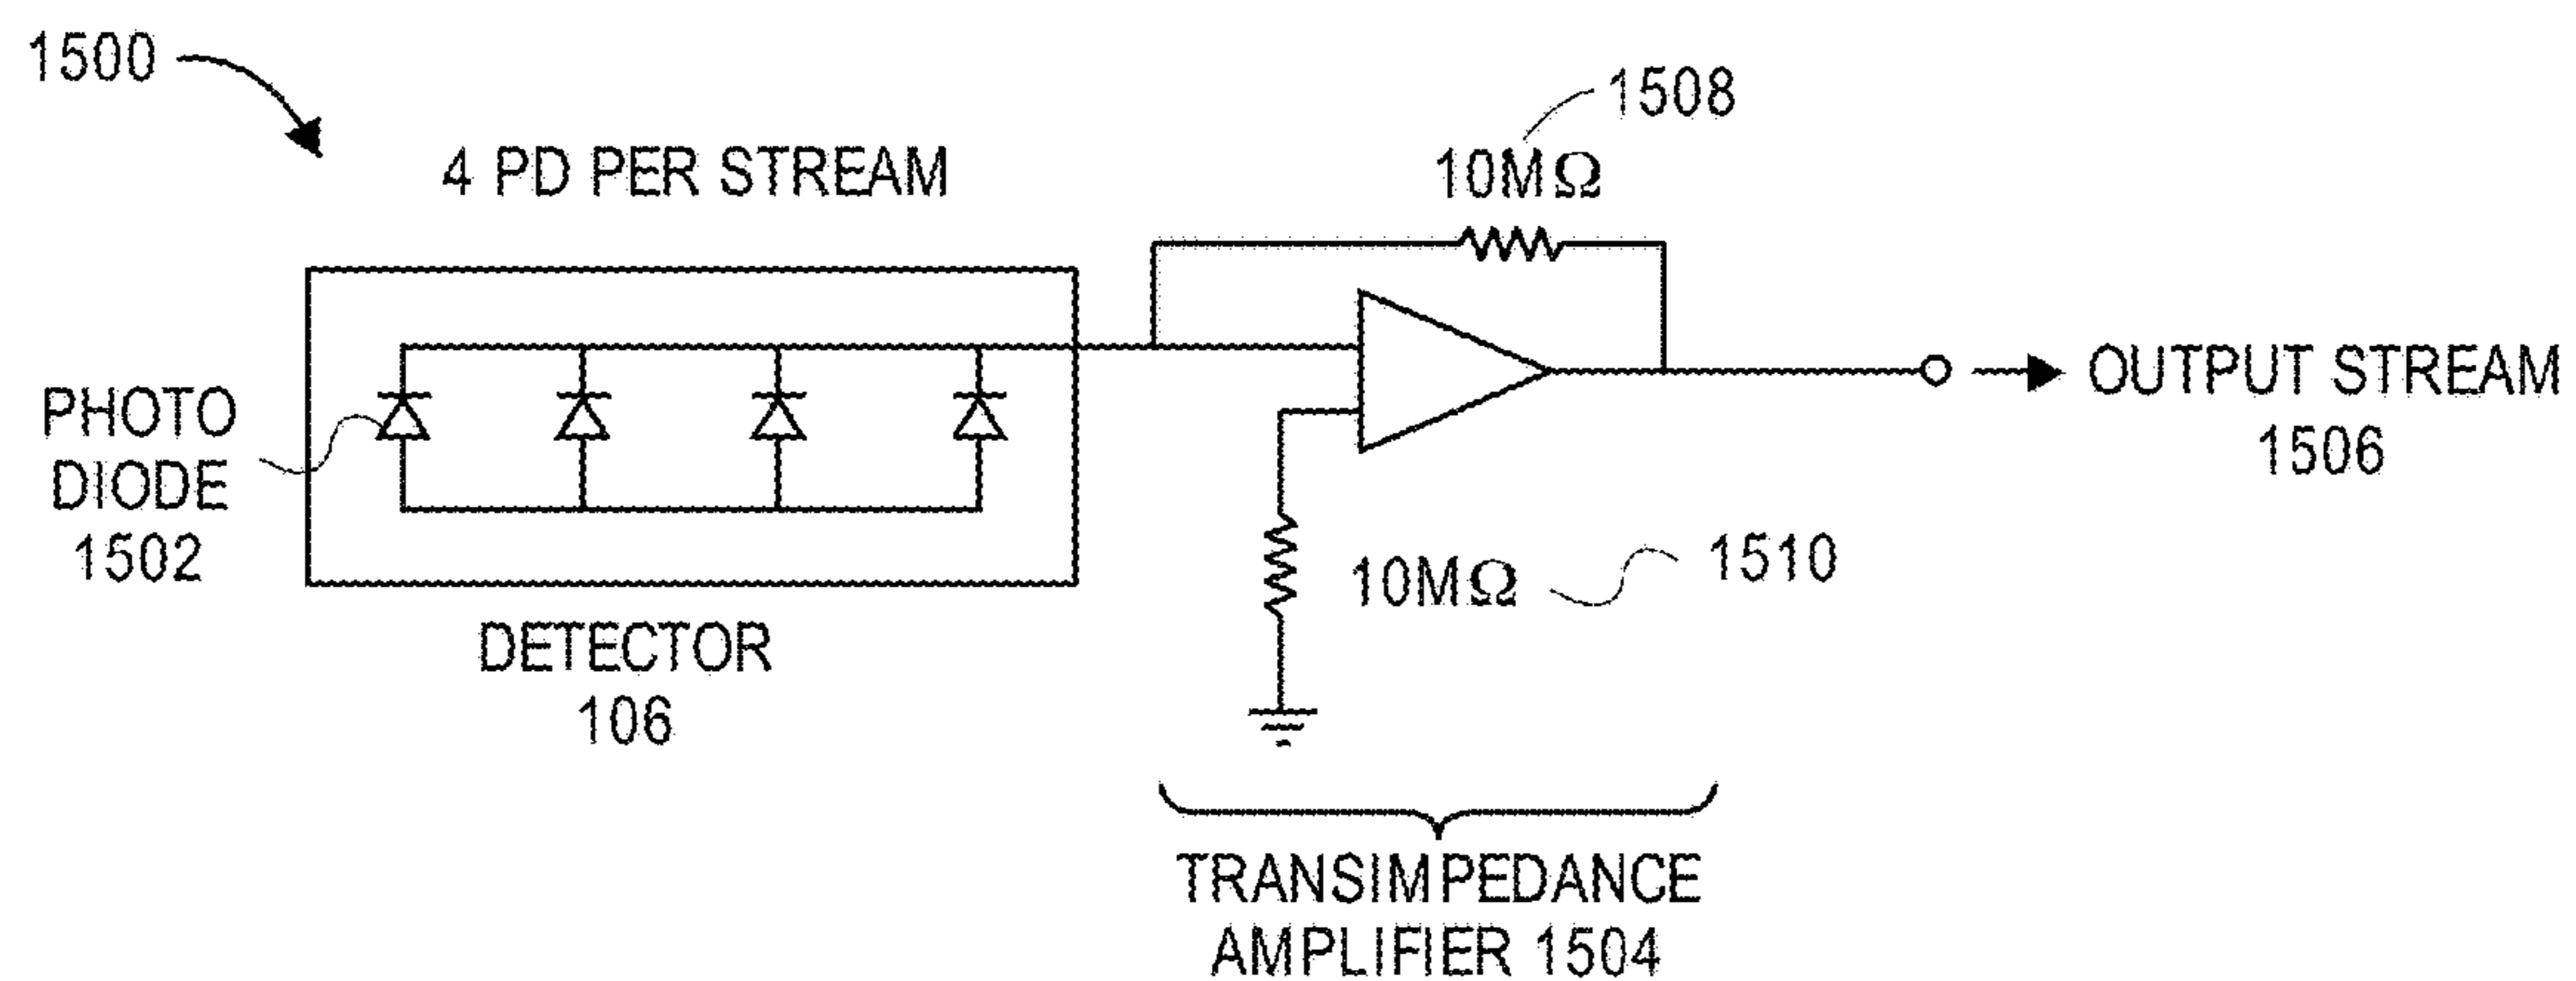 1500
4 PD PER STREAM
1508
10MΩ
PHOTO
DIODE
1502
DETECTOR
106
10MΩ
1510
OUTPUT STREAM
1506
TRANSIMPEDANCE
AMPLIFIER 1504